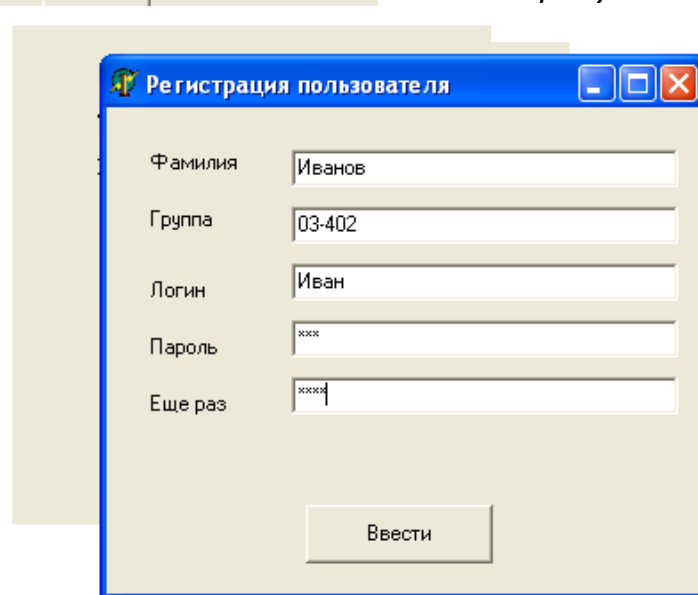 Регистрация пользователя
Фамилия Иванов
Группа 03-402
Логин Иван
Пароль ***
Еще раз ****
Ввести